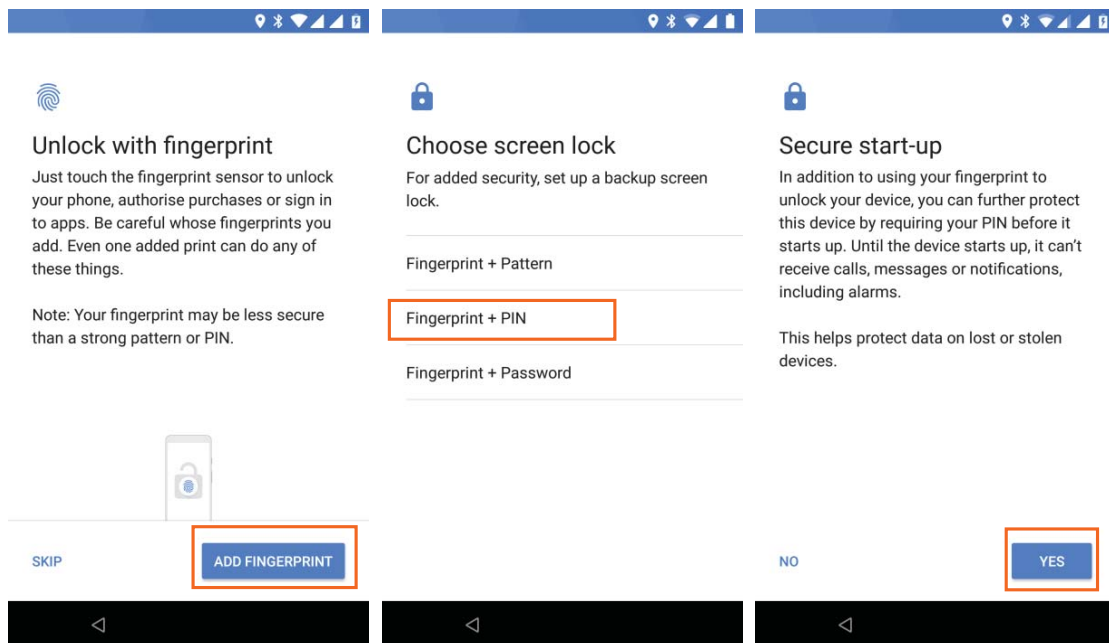 Unlock with fingerprint
Just touch the fingerprint sensor to unlock
your phone, authorise purchases or sign in
to apps. Be careful whose fingerprints you
add. Even one added print can do any of
these things.
Note: Your fingerprint may be less secure
than a strong pattern or PIN.
SKIP
ADD FINGERPRINT
Choose screen lock
For added security, set up a backup screen
lock.
Fingerprint + Pattern
Fingerprint + PIN
Fingerprint + Password
Secure start-up
In addition to using your fingerprint to
unlock your device, you can further protect
this device by requiring your PIN before it
starts up. Until the device starts up, it can't
receive calls, messages or notifications,
including alarms.
This helps protect data on lost or stolen
devices.
NO
YES